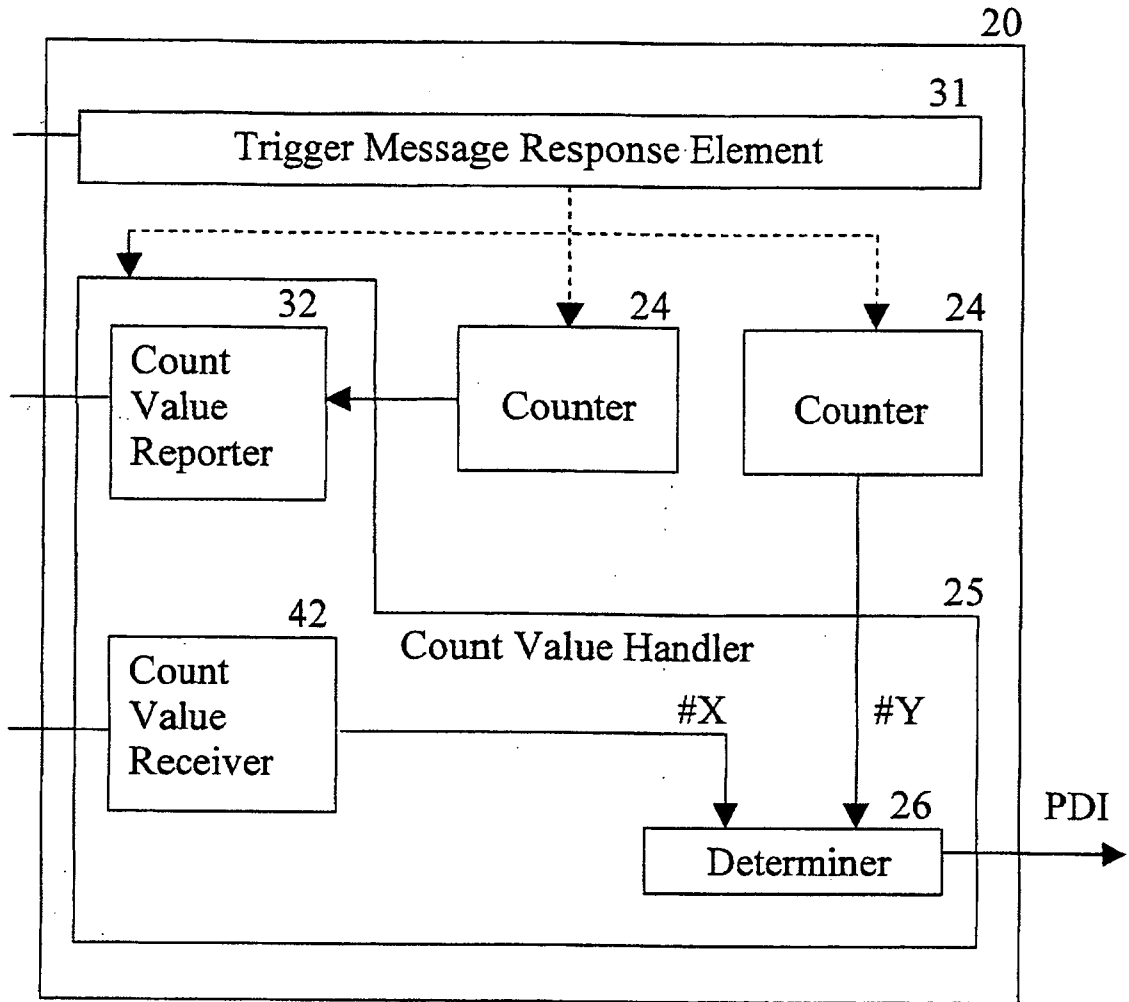 20
31
Trigger Message Response Element
32
24
24
Count
Value
Reporter
Counter
Counter
25
42
Count Value Handler
Count
Value
Receiver
#X
#Y
26
PDI
Determiner